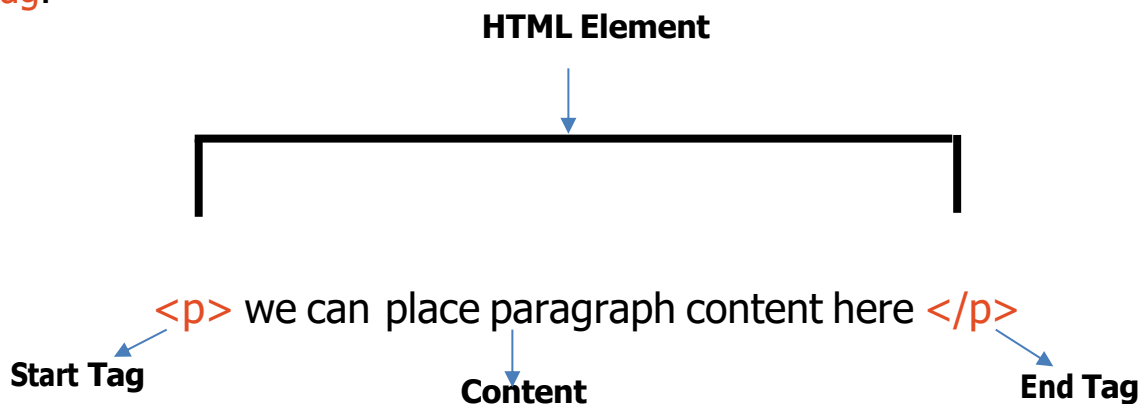 HTML Element
<p> we can place paragraph content here </p>
Start Tag
Content
End Tag